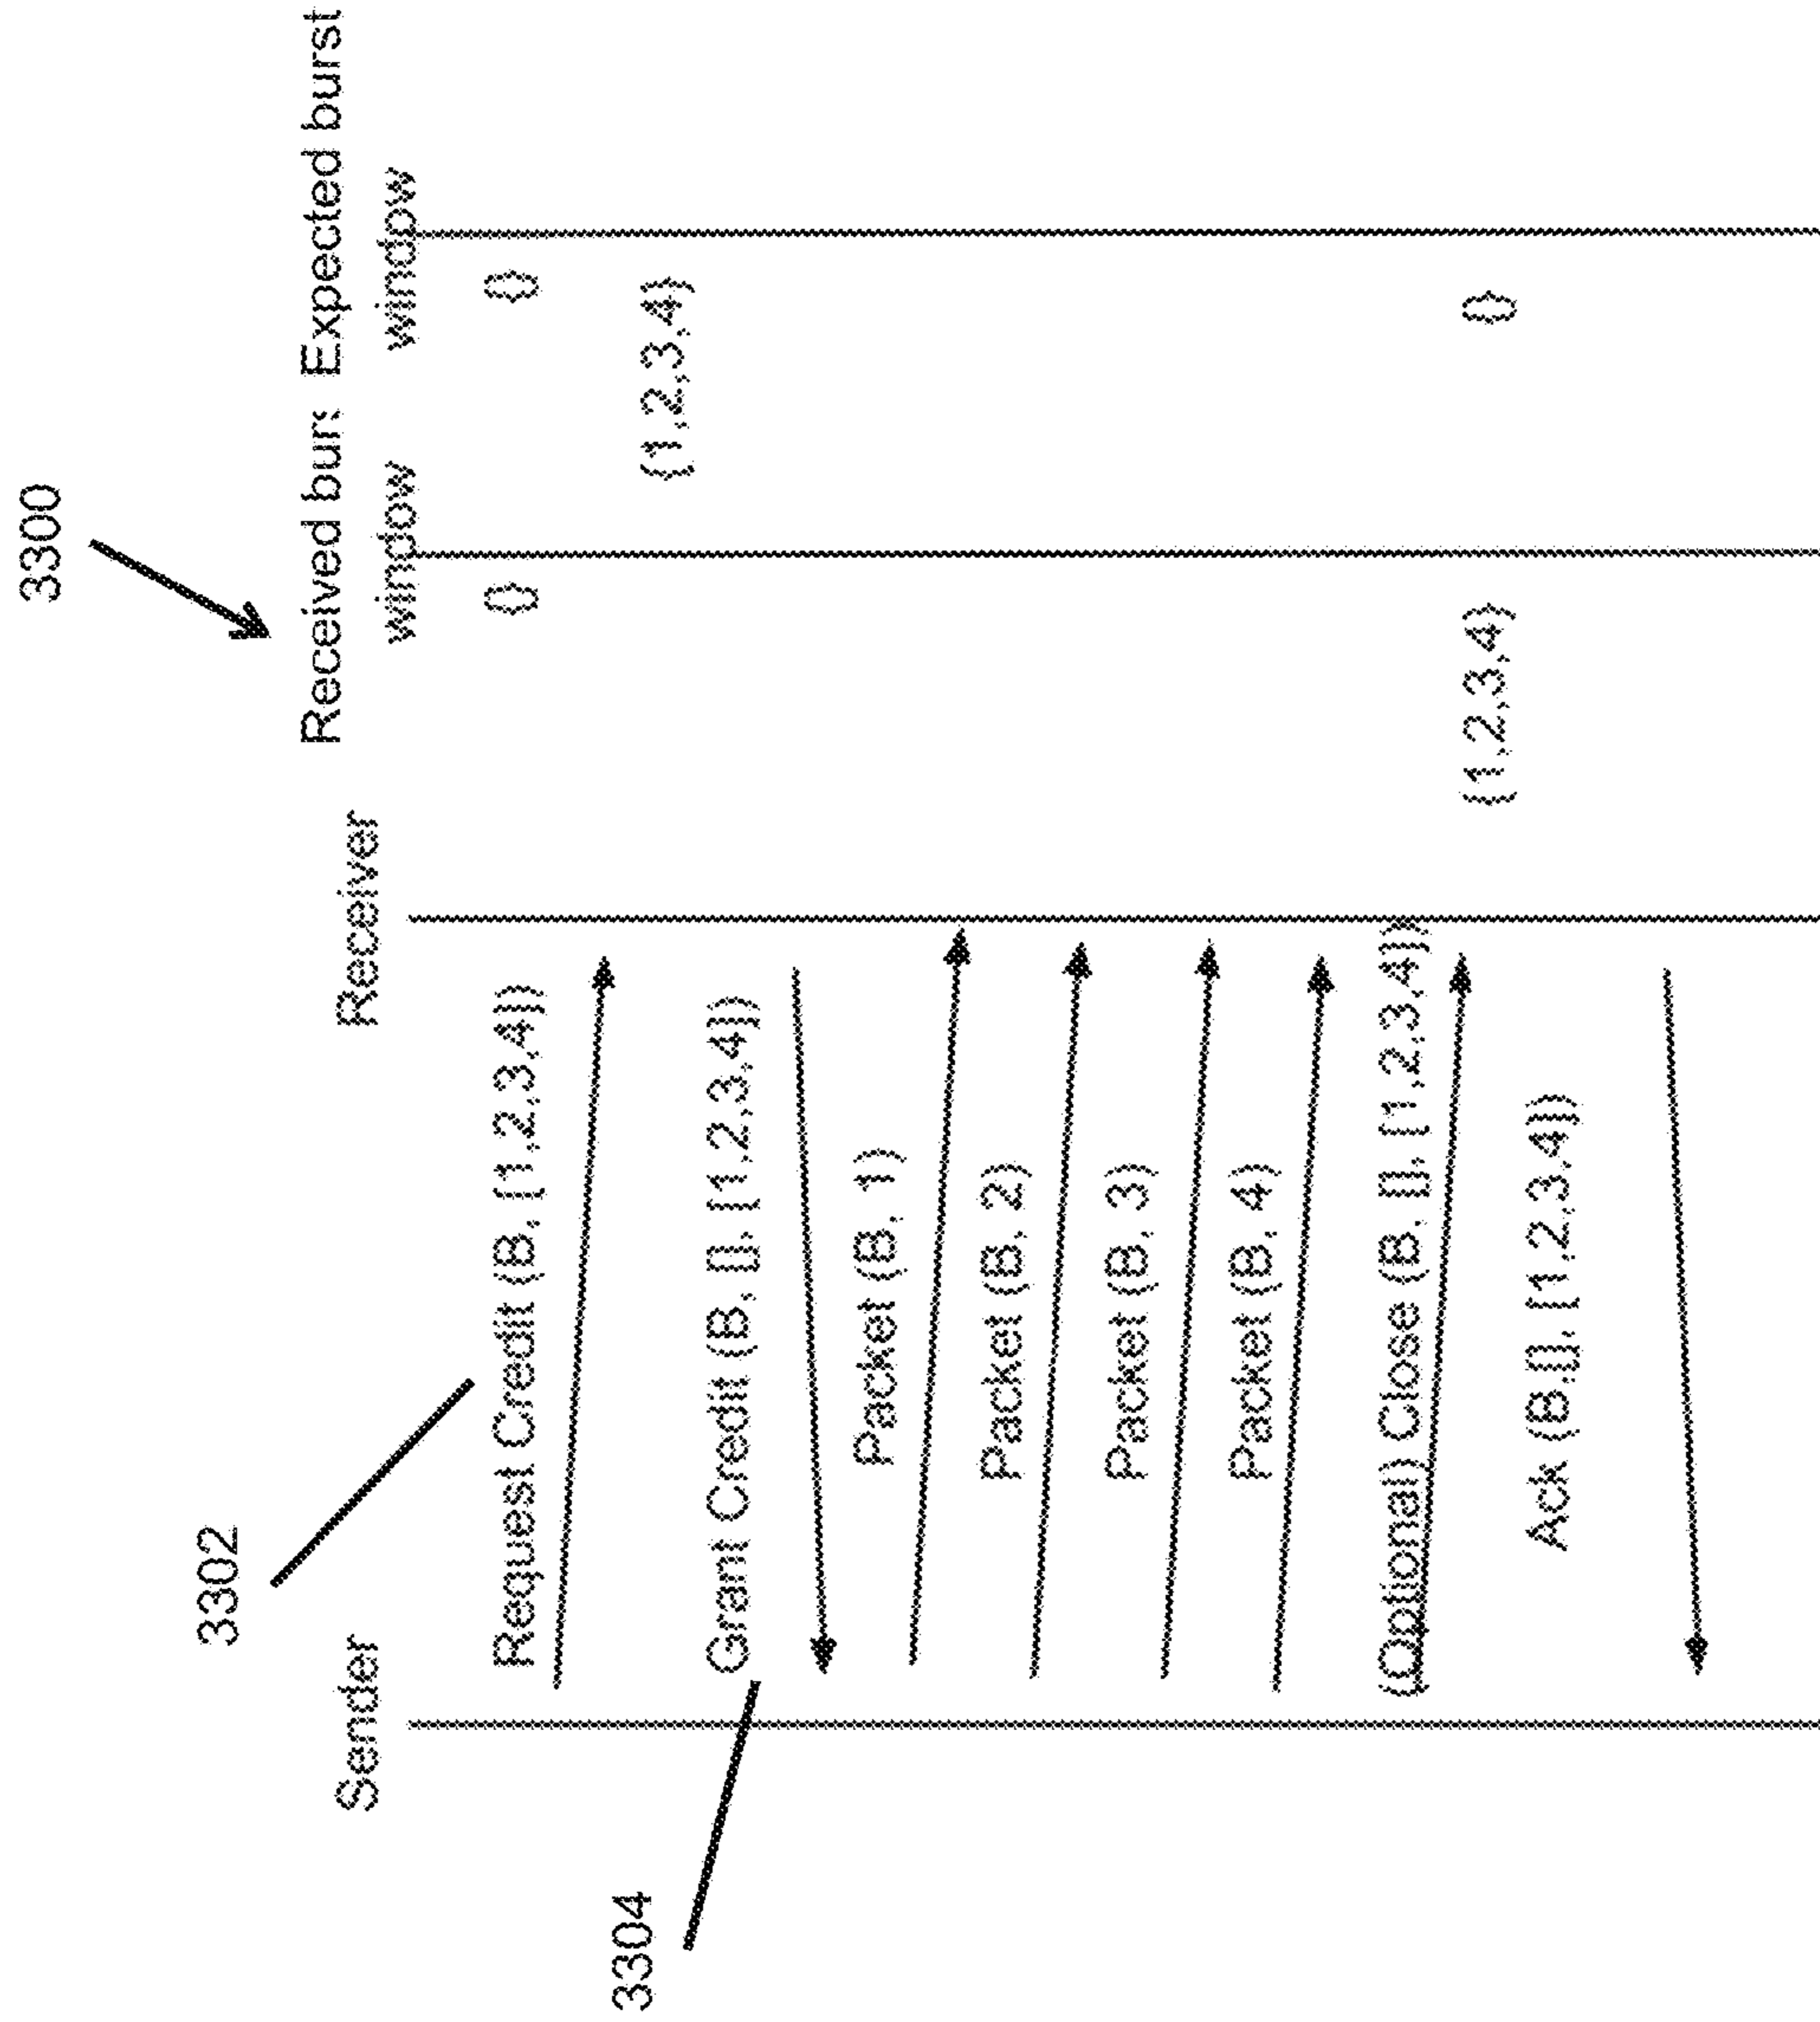 3300
3302
Received burs Expected burst
Sender Receiver window window
Request Credit (B, [1,2,3,4]) {} {}
3304
{1,2,3,4}
Grant Credit (B, [], [1,2,3,4])
Packet (B, 1)
Packet (B, 2)
Packet (B, 3)
Packet (B, 4)
(Optional) Close (B, [], [1,2,3,4])
{1,2,3,4} {}
Ack (B,[], [1,2,3,4])